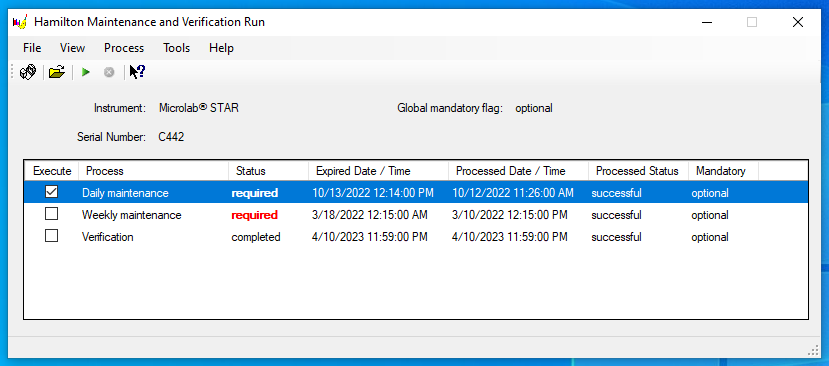 Hamilton Maintenance and Verification Run
File View Process Tools Help
Instrument: Microlab® STAR Global mandatory flag: optional
Serial Number: C442
Execute Process Status Expired Date / Time Processed Date / Time Processed Status Mandatory
Daily maintenance required 10/13/2022 12:14:00 PM 10/12/2022 11:26:00 AM successful optional
Weekly maintenance required 3/18/2022 12:15:00 AM 3/10/2022 12:15:00 PM successful optional
Verification completed 4/10/2023 11:59:00 PM 4/10/2023 11:59:00 PM successful optional